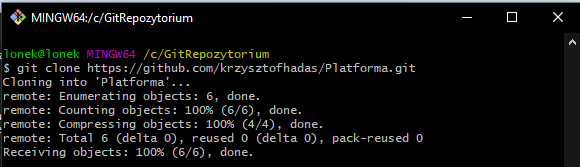 MINGW64:/c/GitRepozytorium
lonek@lonek MINGW64 /c/GitRepozytorium
$ git clone https://github.com/krzysztofhadas/Platforma.git
Cloning into 'Platforma'...
remote: Enumerating objects: 6, done.
remote: Counting objects: 100% (6/6), done.
remote: Compressing objects: 100% (4/4), done.
remote: Total 6 (delta 0), reused 0 (delta 0), pack-reused 0
Receiving objects: 100% (6/6), done.